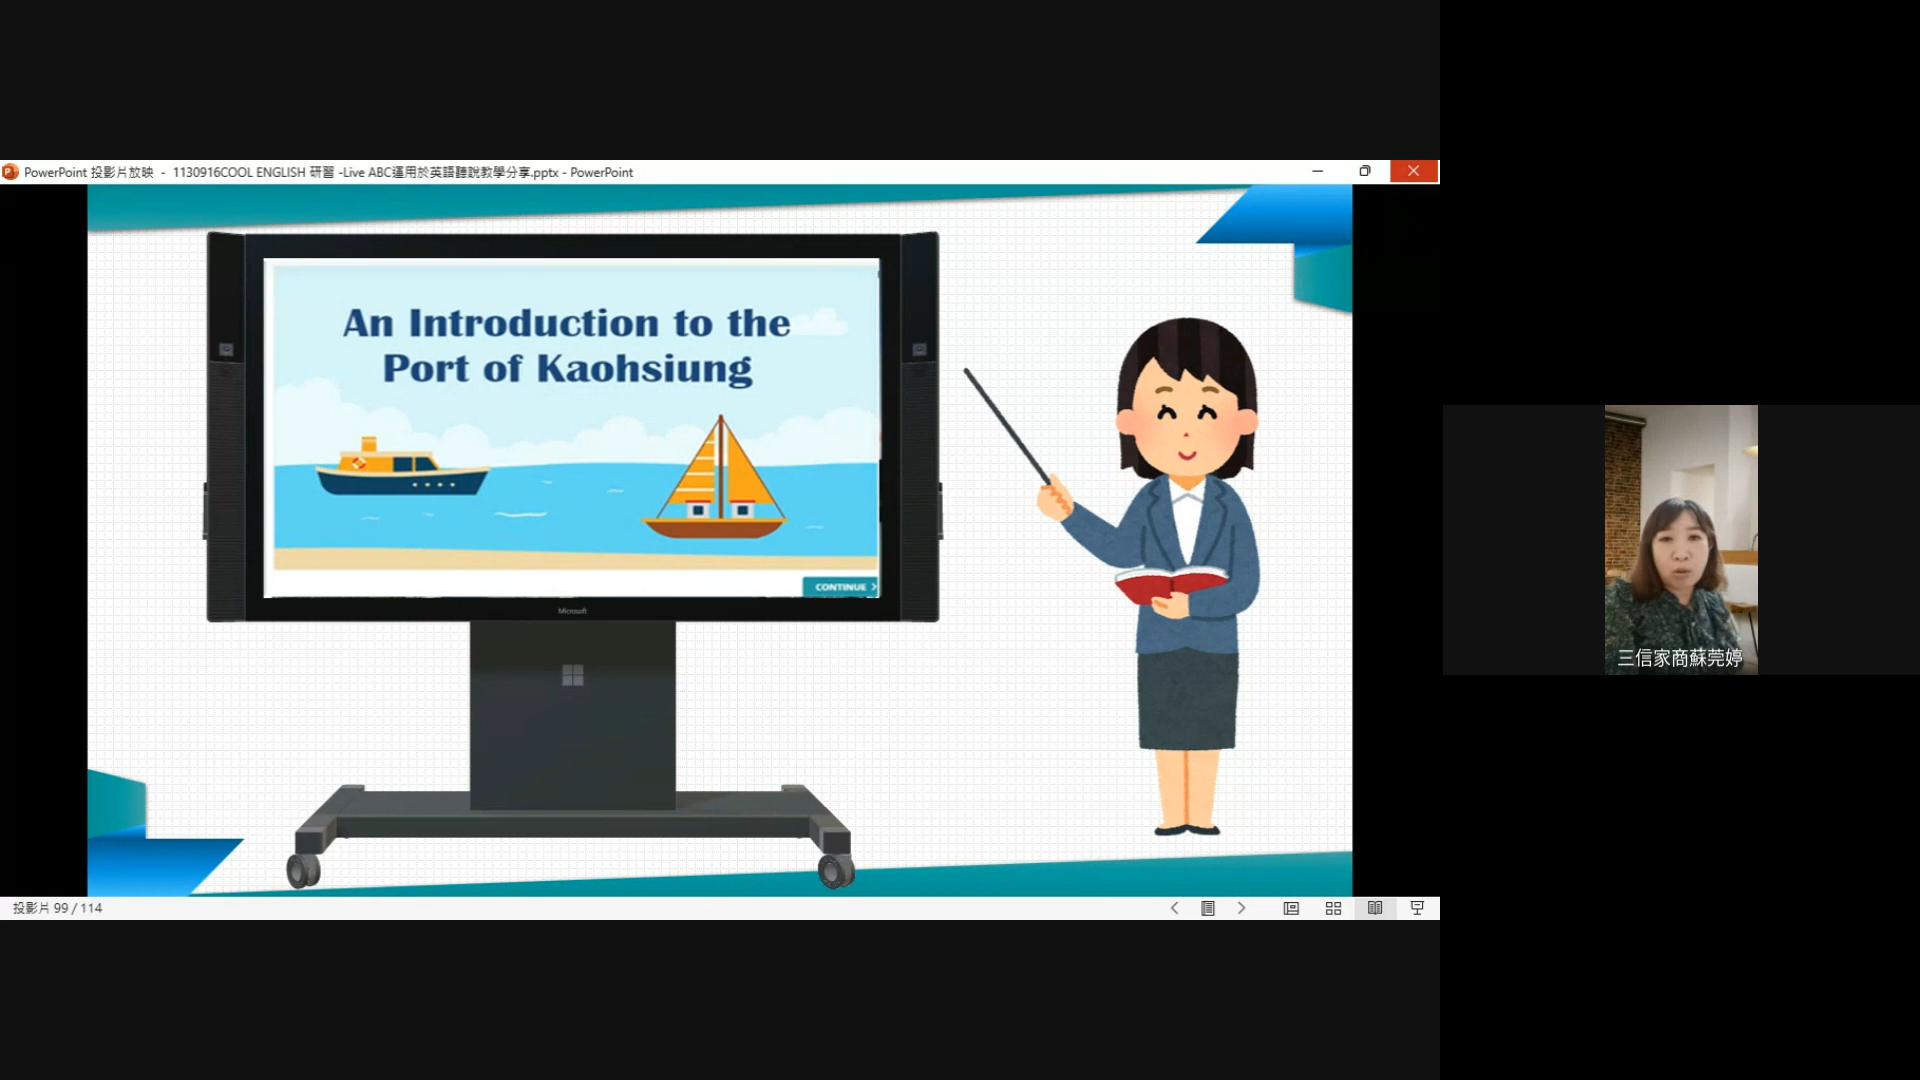 PowerPoint 投影片放映 - 1130916COOL ENGLISH 研習 -Live ABC運用於英語聽說教學分享.pptx - PowerPoint
An Introduction to the
Port of Kaohsiung
CONTINUE
Microsoft
三信家商蘇莞婷
投影片 99 / 114